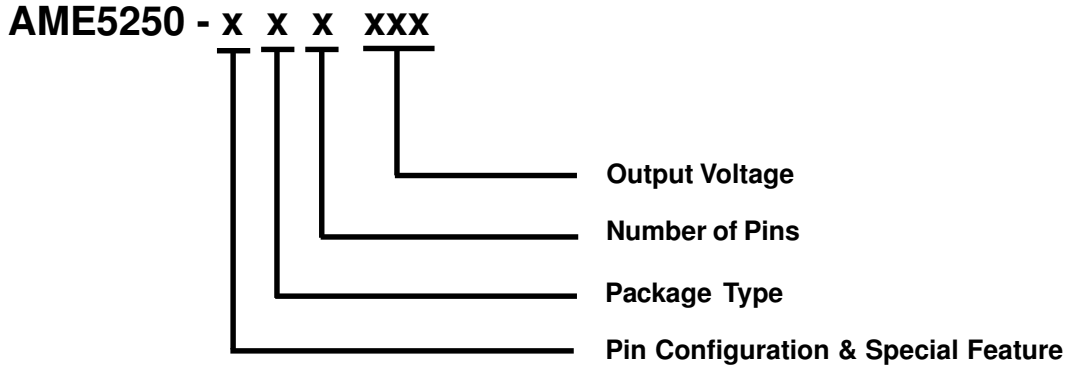 AME5250 - x x x xxx
Output Voltage
Number of Pins
Package Type
Pin Configuration & Special Feature